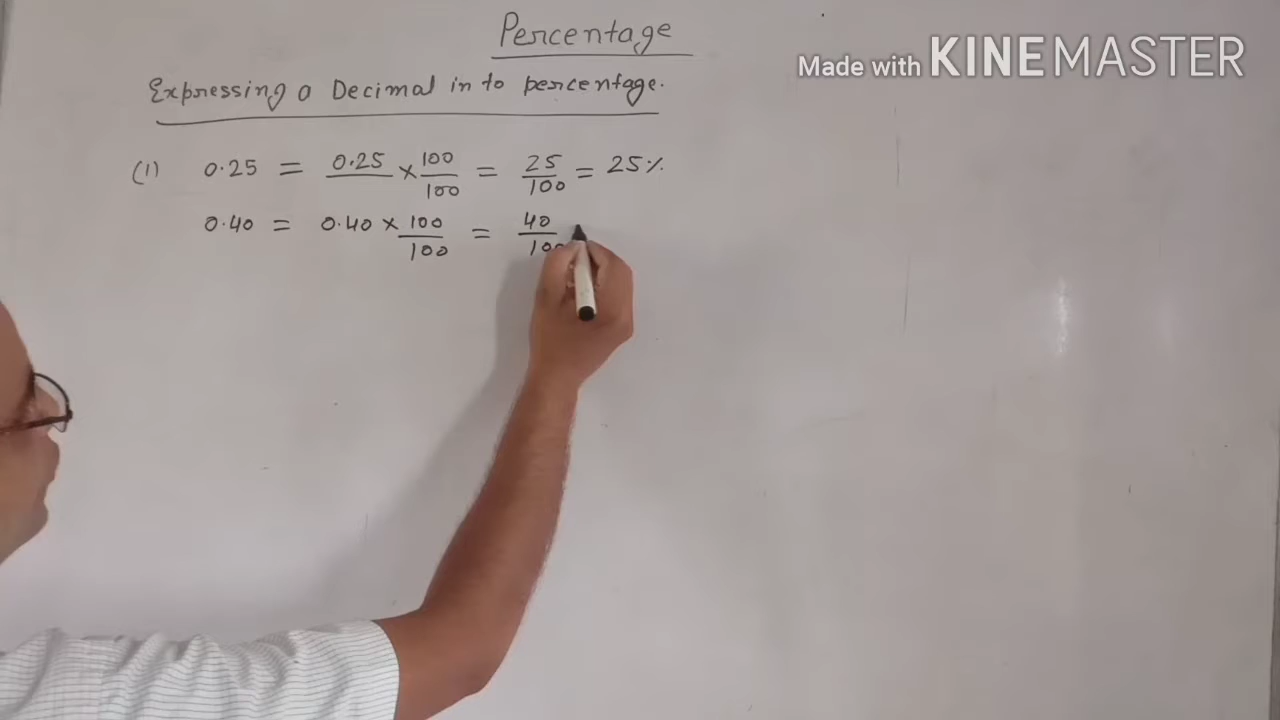 Percentage
Made with KINEMASTER
Expressing a Decimal in to percentage.
(1) 0.25 = 0.25 × 100/100 = 25/100 = 25%
0.40 = 0.40 × 100/100 = 40/100